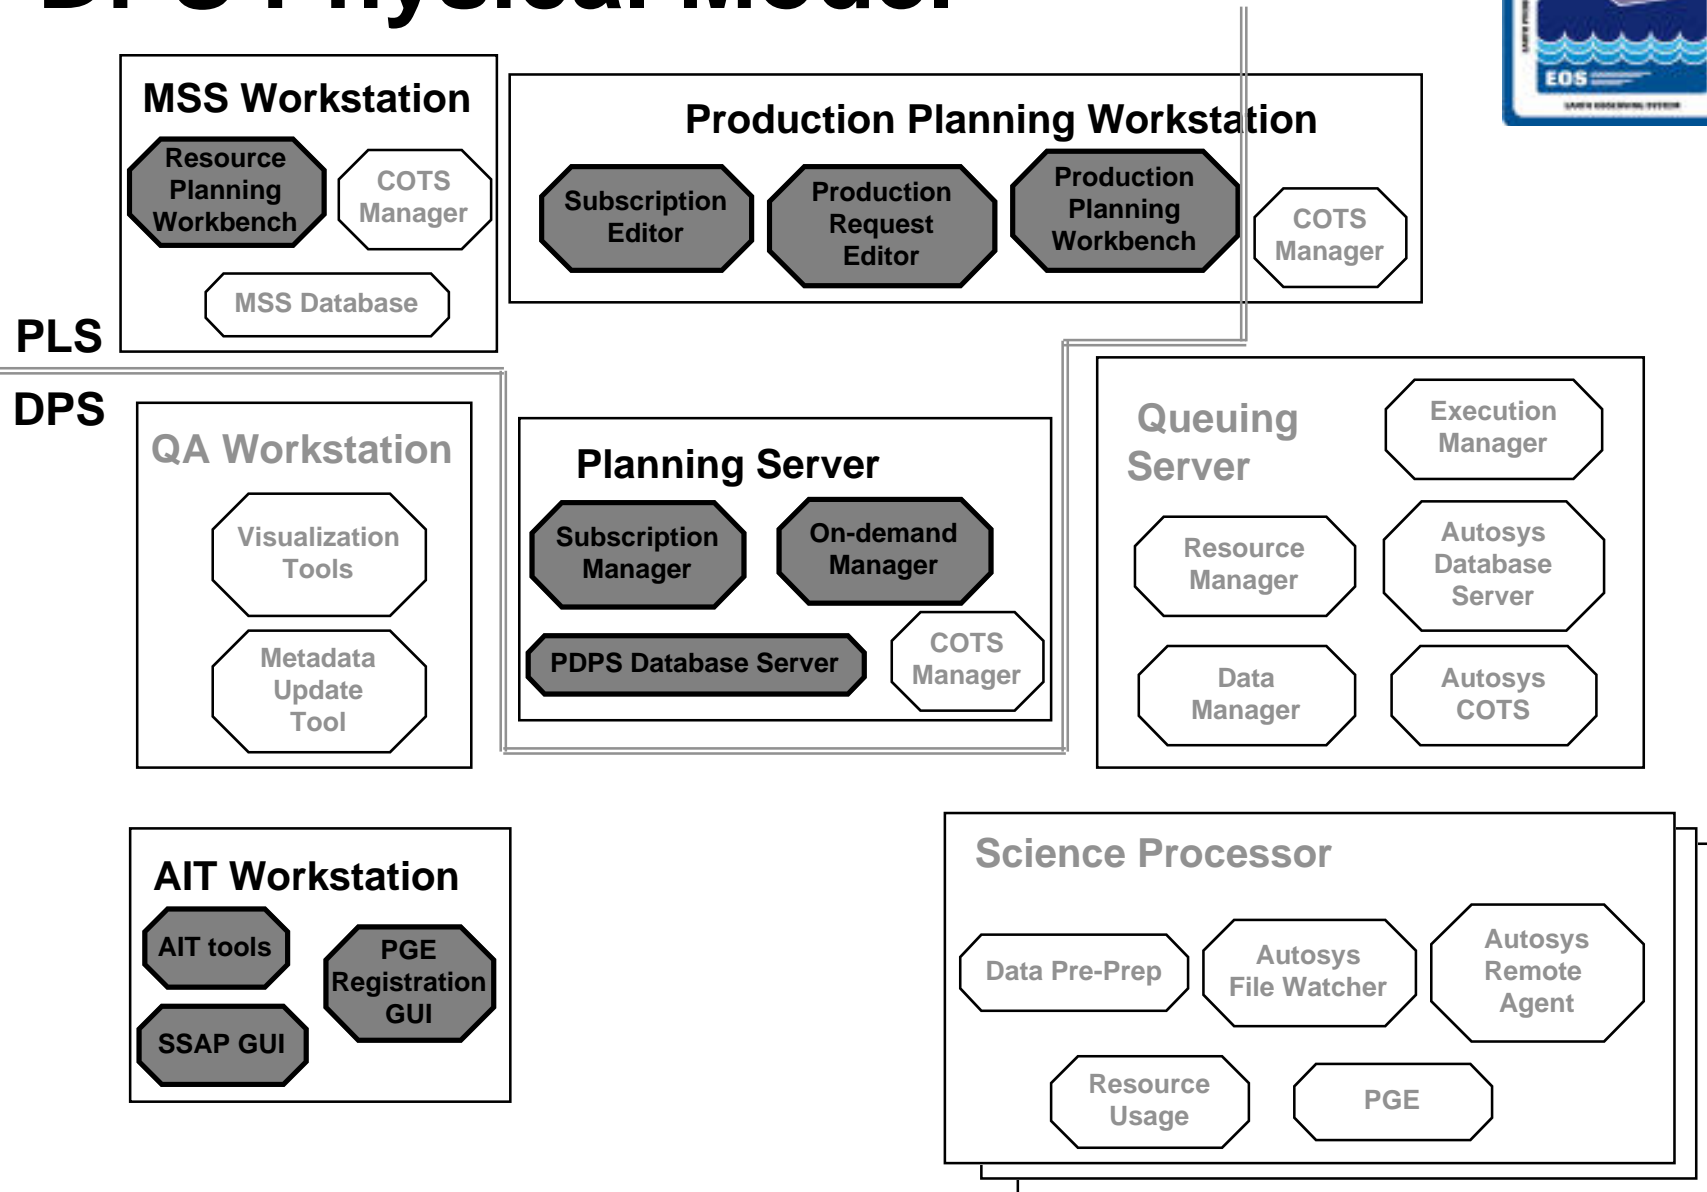 DPS Physical Model
EOS
MSS Workstation
Resource
Planning
Workbench
COTS
Manager
MSS Database
Production Planning Workstation
Subscription
Editor
Production
Request
Editor
Production
Planning
Workbench
COTS
Manager
PLS
DPS
QA Workstation
Visualization
Tools
Metadata
Update
Tool
Planning Server
Subscription
Manager
On-demand
Manager
PDPS Database Server
COTS
Manager
Queuing
Server
Execution
Manager
Resource
Manager
Autosys
Database
Server
Data
Manager
Autosys
COTS
AIT Workstation
AIT tools
PGE
Registration
GUI
SSAP GUI
Science Processor
Data Pre-Prep
Autosys
File Watcher
Autosys
Remote
Agent
Resource
Usage
PGE